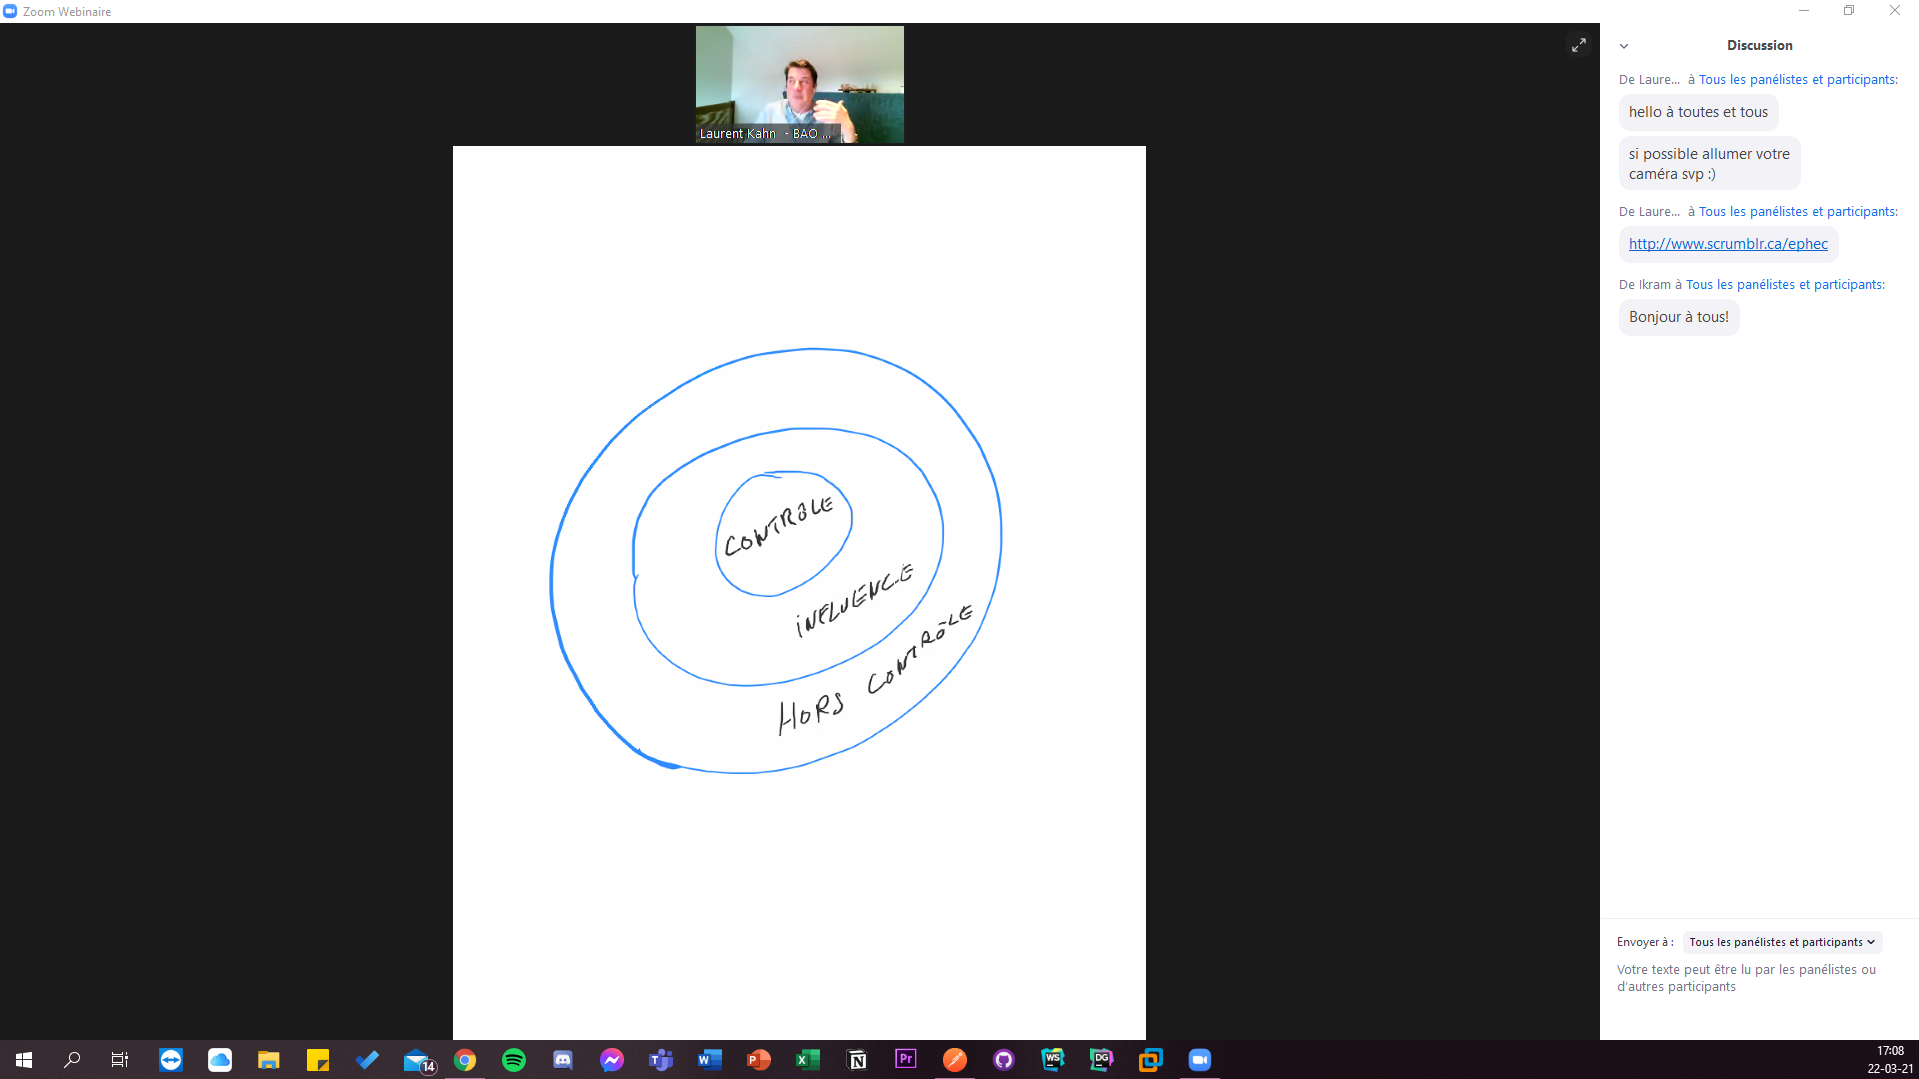 Zoom Webinaire
Laurent Kahn - BAO ...
CONTRÔLE
INFLUENCE
HORS CONTRÔLE
Discussion
De Laure... à Tous les panélistes et participants:
hello à toutes et tous
si possible allumer votre
caméra svp :)
De Laure... à Tous les panélistes et participants:
http://www.scrumblr.ca/ephec
De Ikram à Tous les panélistes et participants:
Bonjour à tous!
Envoyer à : Tous les panélistes et participants
Votre texte peut être lu par les panélistes ou
d'autres participants
14
N
Pr
WS
DG
17:08
22-03-21